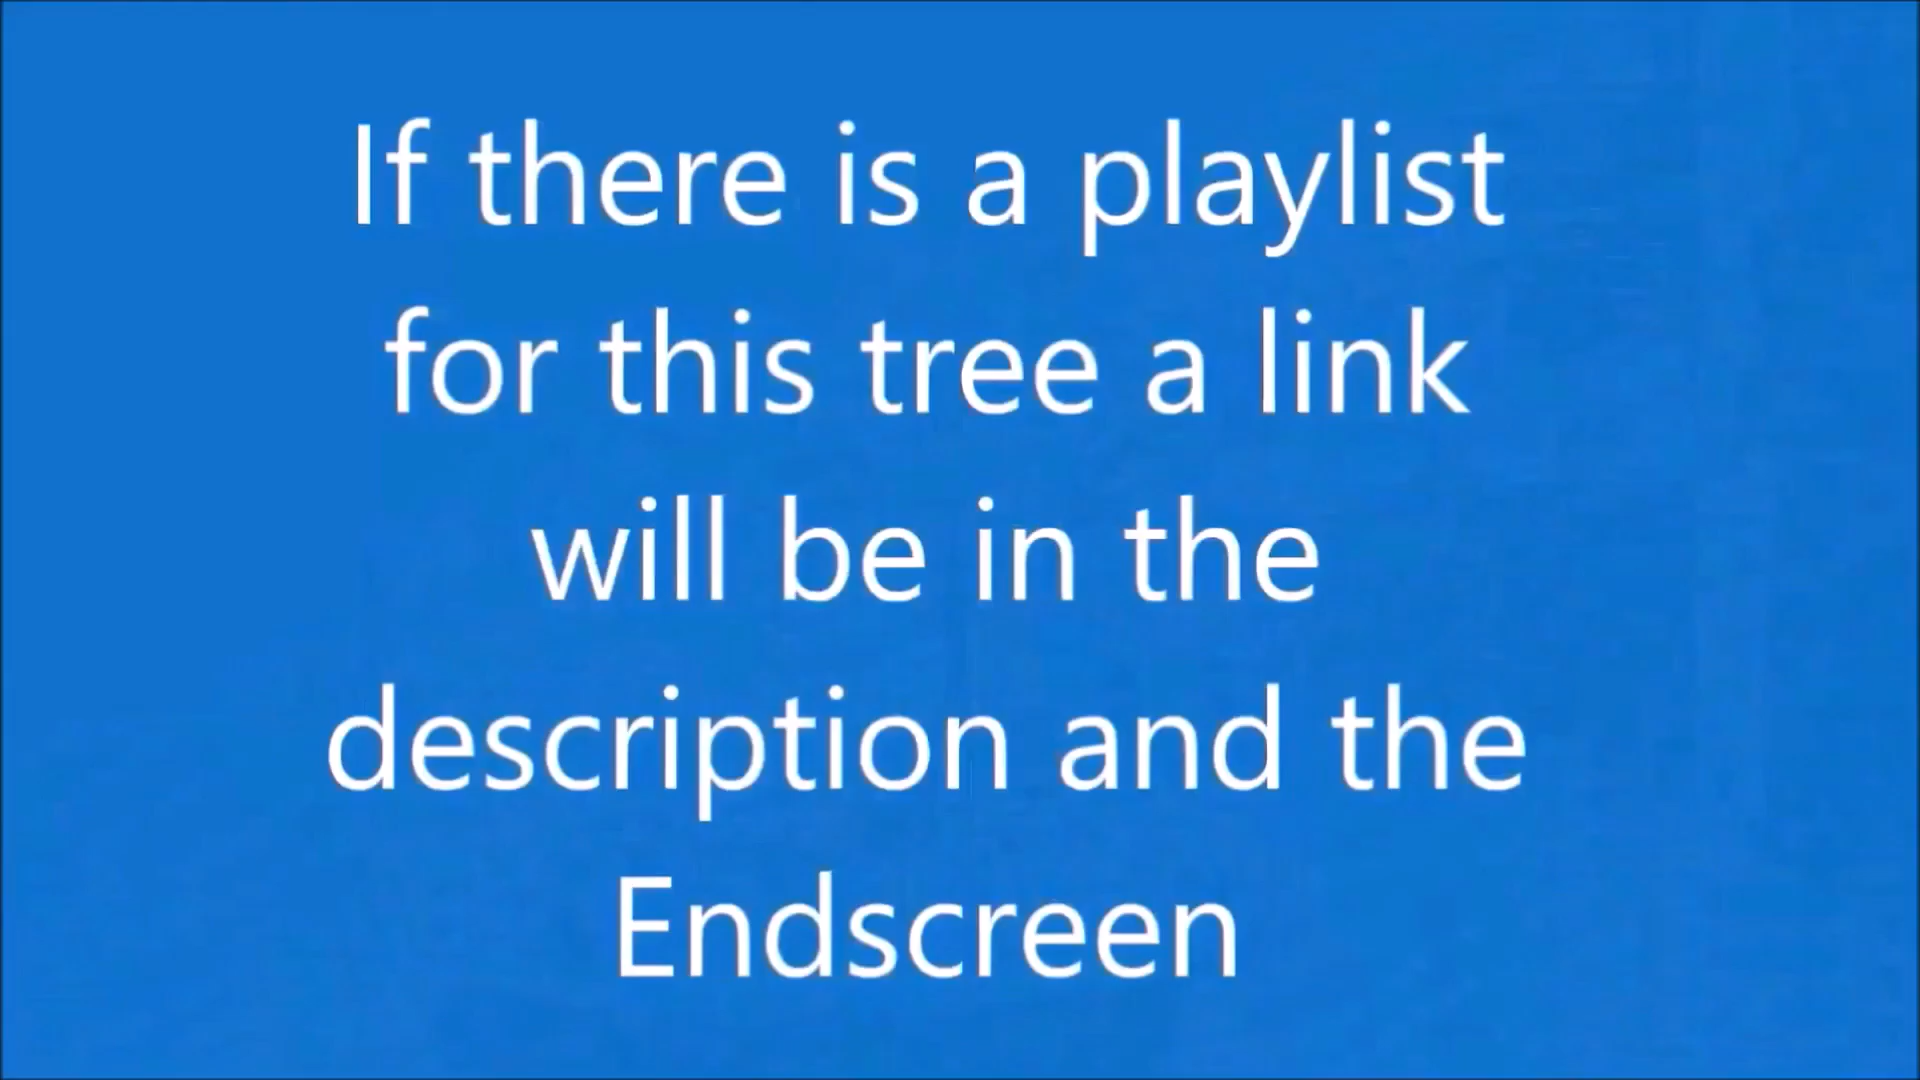 If there is a playlist
for this tree a link
will be in the
description and the
Endscreen